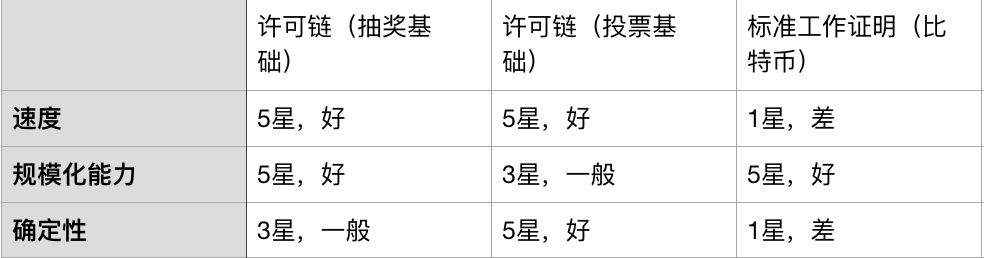 许可链（抽奖基
础）
许可链（投票基
础）
标准工作证明（比
特币）
速度
5星，好
5星，好
1星，差
规模化能力
5星，好
3星，一般
5星，好
确定性
3星，一般
5星，好
1星，差